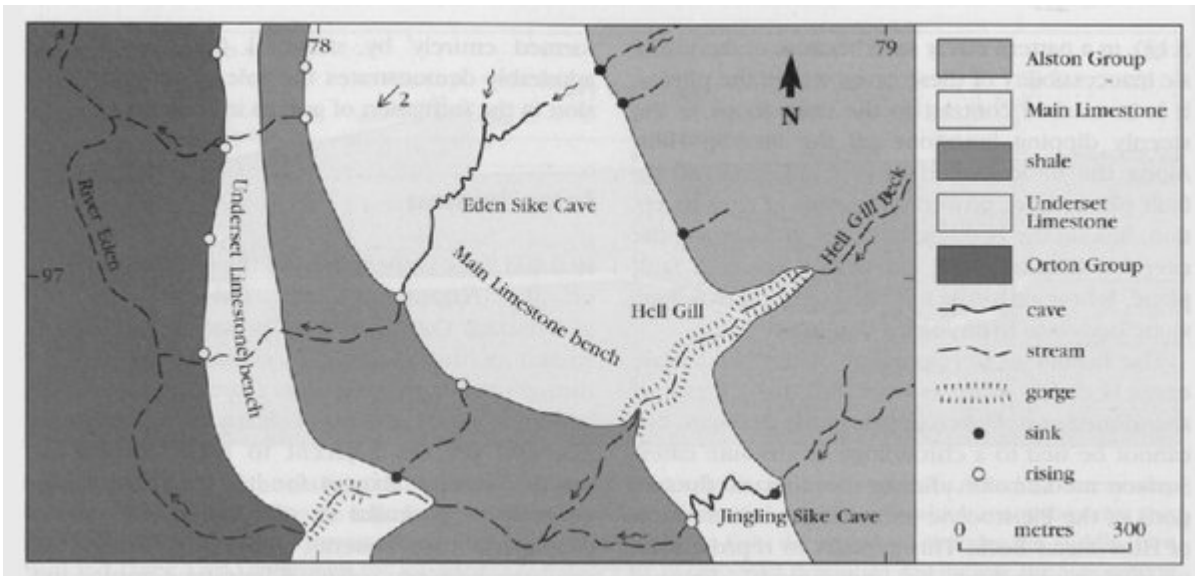 78
79
2
N
River Eden
Underset Limestone bench
Eden Sike Cave
Main Limestone bench
Hell Gill
Hell Gill Beck
97
Jingling Sike Cave
Alston Group
Main Limestone
shale
Underset
Limestone
Orton Group
cave
stream
gorge
sink
rising
0
metres
300